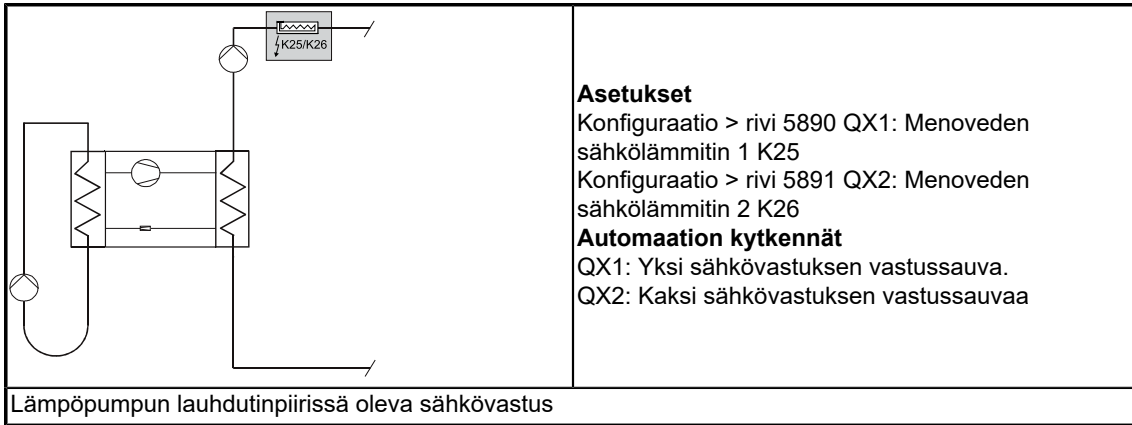 K25/K26
Asetukset
Konfiguraatio > rivi 5890 QX1: Menoveden
sähkölämmitin 1 K25
Konfiguraatio > rivi 5891 QX2: Menoveden
sähkölämmitin 2 K26
Automaation kytkennät
QX1: Yksi sähkövastuksen vastussauva.
QX2: Kaksi sähkövastuksen vastussauvaa
Lämpöpumpun lauhdutinpiirissä oleva sähkövastus